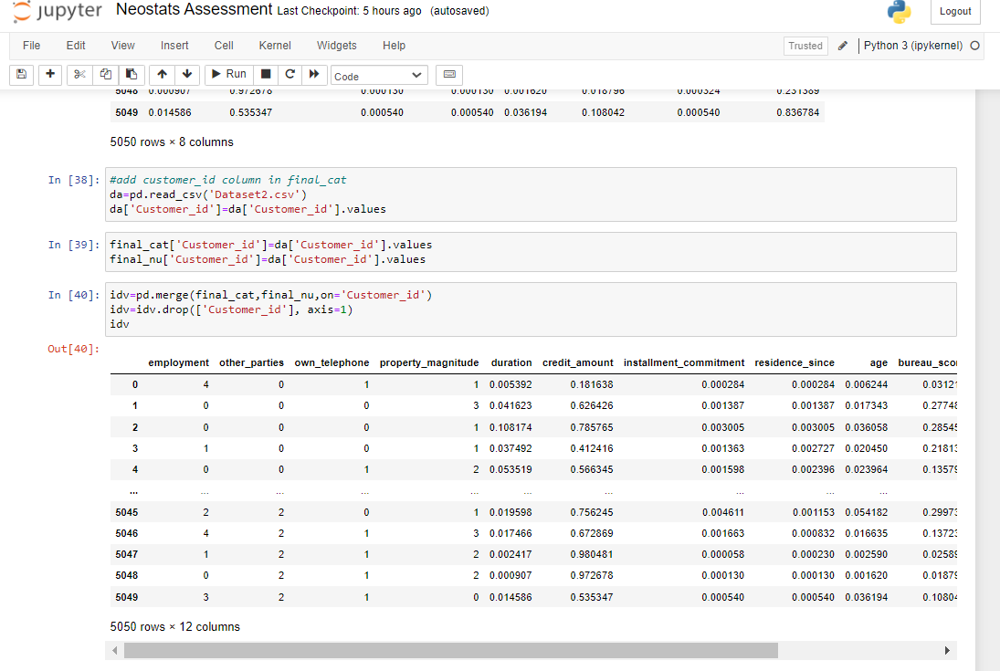 jupyter Neostats Assessment Last Checkpoint: 5 hours ago (autosaved) Logout
File Edit View Insert Cell Kernel Widgets Help Trusted Python 3 (ipykernel)
Run Code
5048 0.000907 0.972678 0.000130 0.000130 0.001620 0.018796 0.000324 0.231389
5049 0.014586 0.535347 0.000540 0.000540 0.036194 0.108042 0.000540 0.836784
5050 rows × 8 columns
In [38]: #add customer_id column in final_cat
da=pd.read_csv('Dataset2.csv')
da['Customer_id']=da['Customer_id'].values
In [39]: final_cat['Customer_id']=da['Customer_id'].values
final_nu['Customer_id']=da['Customer_id'].values
In [40]: idv=pd.merge(final_cat,final_nu,on='Customer_id')
idv=idv.drop(['Customer_id'], axis=1)
idv
Out[40]:
employment other_parties own_telephone property_magnitude duration credit_amount installment_commitment residence_since age bureau_scor
0 4 0 1 1 0.005392 0.181638 0.000284 0.000284 0.006244 0.0312
1 0 0 0 3 0.041623 0.626426 0.001387 0.001387 0.017343 0.2774
2 0 0 0 1 0.108174 0.785765 0.003005 0.003005 0.036058 0.2854
3 1 0 0 1 0.037492 0.412416 0.001363 0.002727 0.020450 0.2181
4 0 0 1 2 0.053519 0.566345 0.001598 0.002396 0.023964 0.1357
... ... ... ... ... ... ... ... ... ...
5045 2 2 0 1 0.019598 0.756245 0.004611 0.001153 0.054182 0.2997
5046 4 2 1 3 0.017466 0.672869 0.001663 0.000832 0.016635 0.1372
5047 1 2 1 2 0.002417 0.980481 0.000058 0.000230 0.002590 0.0258
5048 0 2 1 2 0.000907 0.972678 0.000130 0.000130 0.001620 0.0187
5049 3 2 1 0 0.014586 0.535347 0.000540 0.000540 0.036194 0.1080
5050 rows × 12 columns